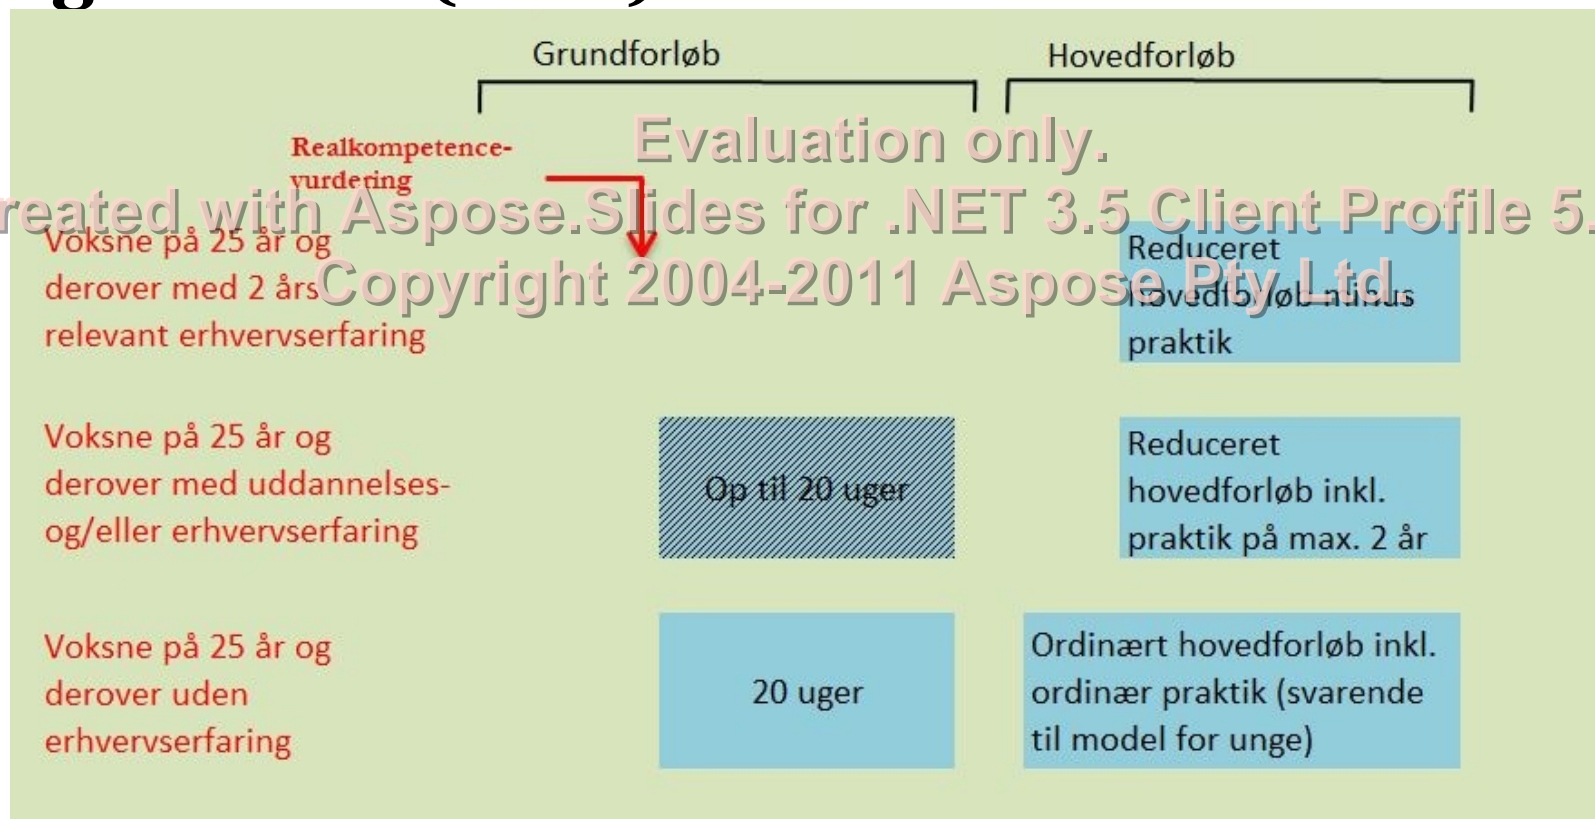 Grundforløb
Hovedforløb
Evaluation only.
Realkompetence-
vurdering
reated with Aspose.Slides for .NET 3.5 Client Profile 5.
Copyright 2004-2011 Aspose Pty Ltd.
Voksne på 25 år og
derover med 2 års
relevant erhvervserfaring
Reduceret
hovedforløb minus
praktik
Voksne på 25 år og
derover med uddannelses-
og/eller erhvervserfaring
Op til 20 uger
Reduceret
hovedforløb inkl.
praktik på max. 2 år
Voksne på 25 år og
derover uden
erhvervserfaring
20 uger
Ordinært hovedforløb inkl.
ordinær praktik (svarende
til model for unge)